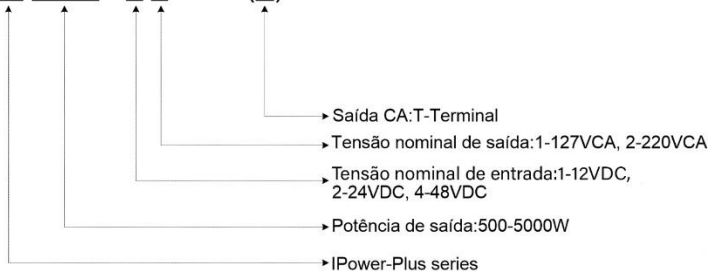 Saída CA:T-Terminal
Tensão nominal de saída:1-127VCA, 2-220VCA
Tensão nominal de entrada:1-12VDC,
2-24VDC, 4-48VDC
Potência de saída:500-5000W
IPower-Plus series